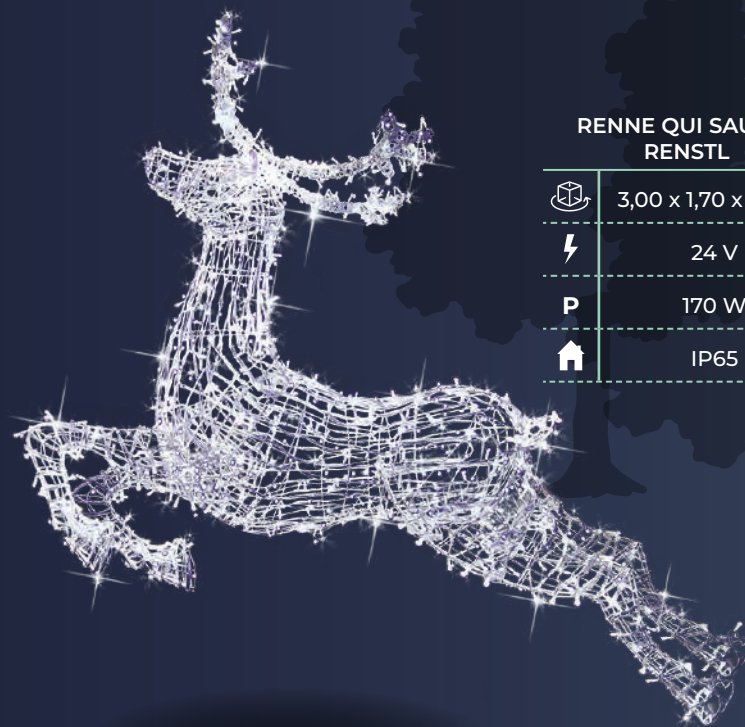 RENNE QUI SAU
RENSTL
3,00 x 1,70 x
24 V
P 170 W
IP65